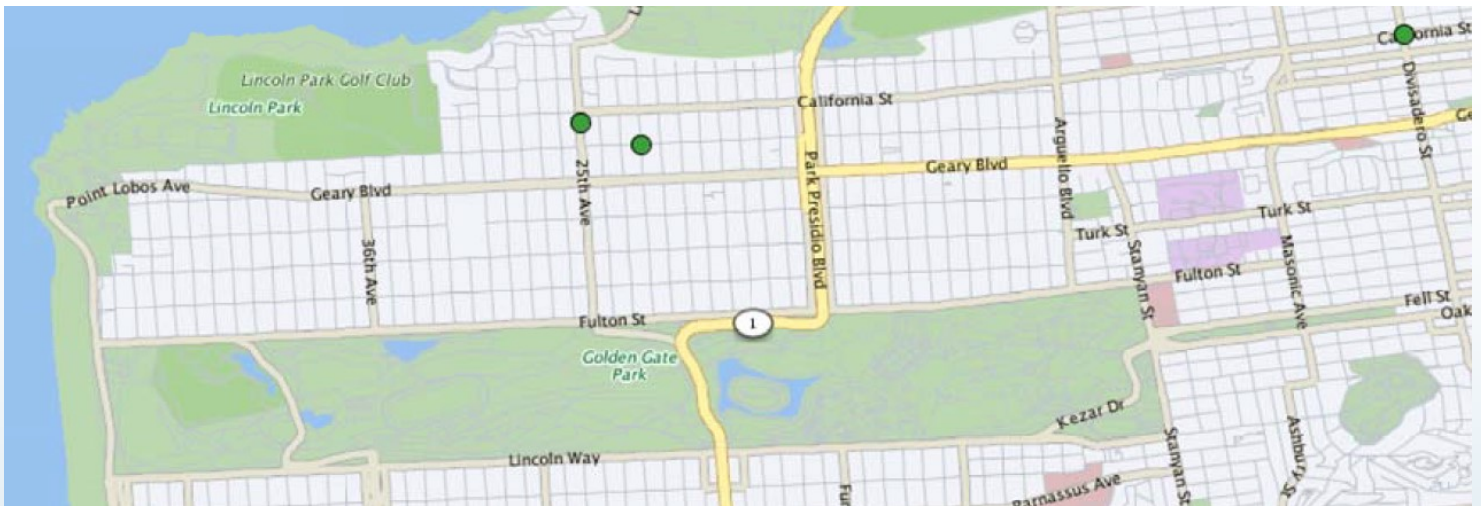 California St
Lincoln Park Golf Club
Lincoln Park
California St
Divisadero St
Geary Blvd
Arguello Blvd
Park Presidio Blvd
25th Ave
Point Lobos Ave
Geary Blvd
Turk St
Turk St
36th Ave
Stanyan St
Masonic Ave
Fulton St
Fell St
Oak
Fulton St
1
Golden Gate
Park
Kezar Dr
Lincoln Way
Stanyan St
Ashbury St
Parnassus Ave